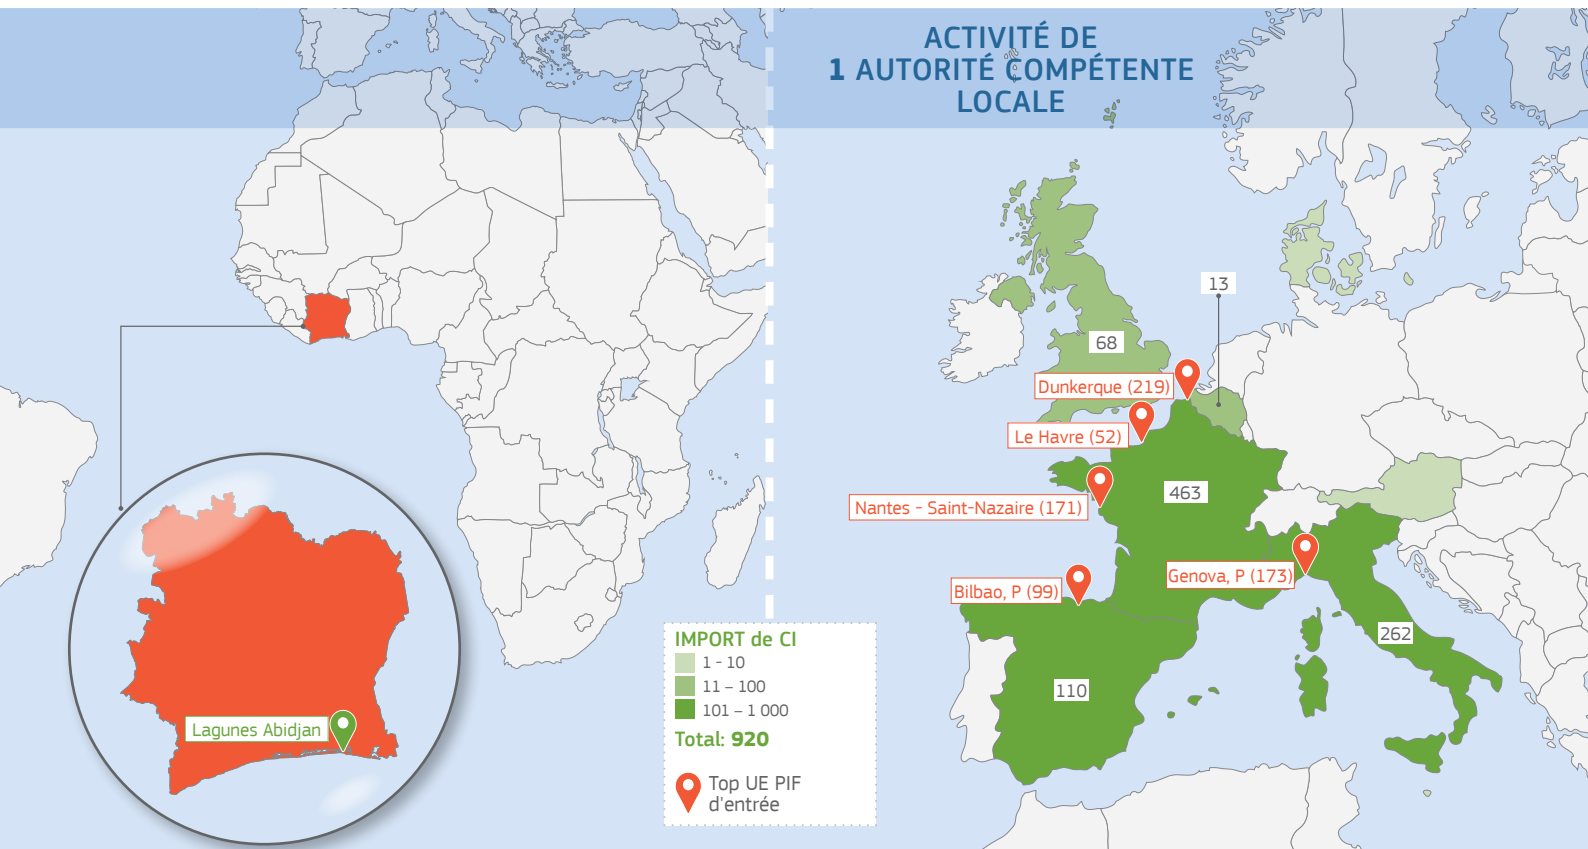 ACTIVITÉ DE
1 AUTORITÉ COMPÉTENTE
LOCALE
13
68
Dunkerque (219)
Le Havre (52)
463
Nantes - Saint-Nazaire (171)
Genova, P (173)
Bilbao, P (99)
262
110
Lagunes Abidjan
IMPORT de CI
1 - 10
11 – 100
101 – 1 000
Total: 920
Top UE PIF
d'entrée